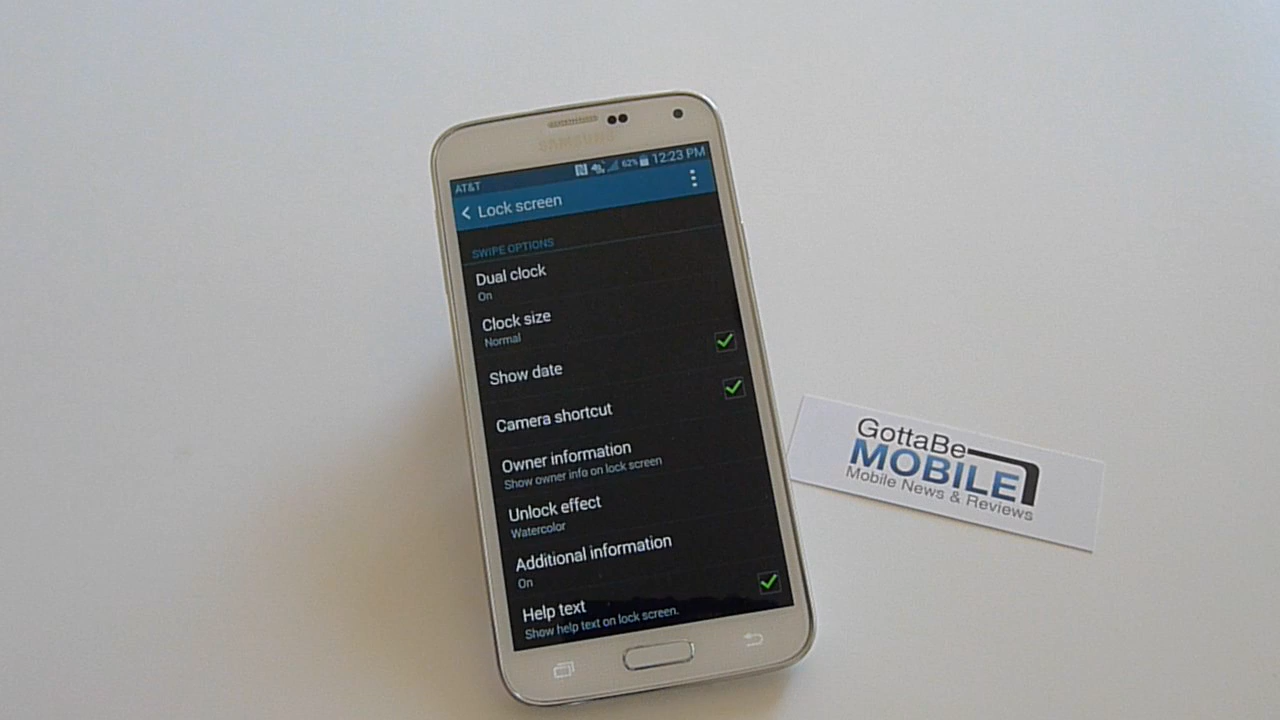 SAMSUNG
AT&T 62% 12:23 PM
Lock screen
SWIPE OPTIONS
Dual clock
On
Clock size
Normal
Show date
Camera shortcut
Owner information
Show owner info on lock screen
Unlock effect
Watercolor
Additional information
On
Help text
Show help text on lock screen.
GottaBe
MOBILE
Mobile News & Reviews